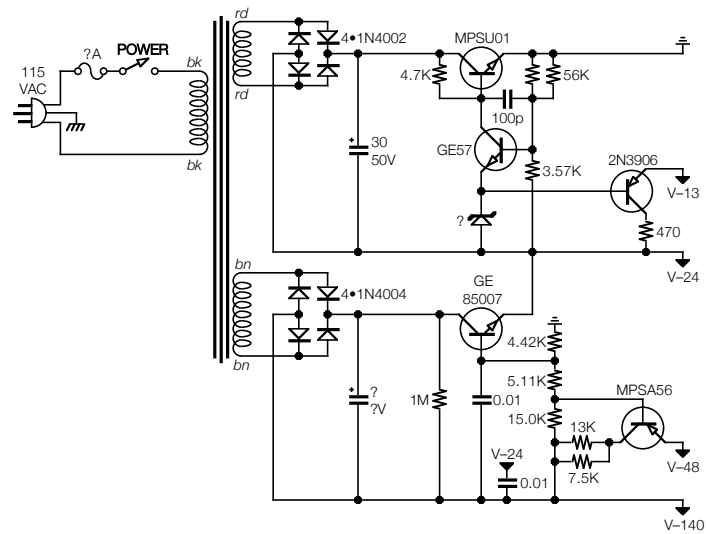 rd
MPSU01
4•1N4002
?A
POWER
bk
115
VAC
4.7K
56K
rd
100p
+
30
50V
GE57
3.57K
2N3906
V–13
bk
?
470
V–24
bn
GE
85007
4•1N4004
4.42K
5.11K
bn
+
?
?V
1M
0.01
15.0K
MPSA56
13K
V–24
7.5K
V–48
0.01
V–140